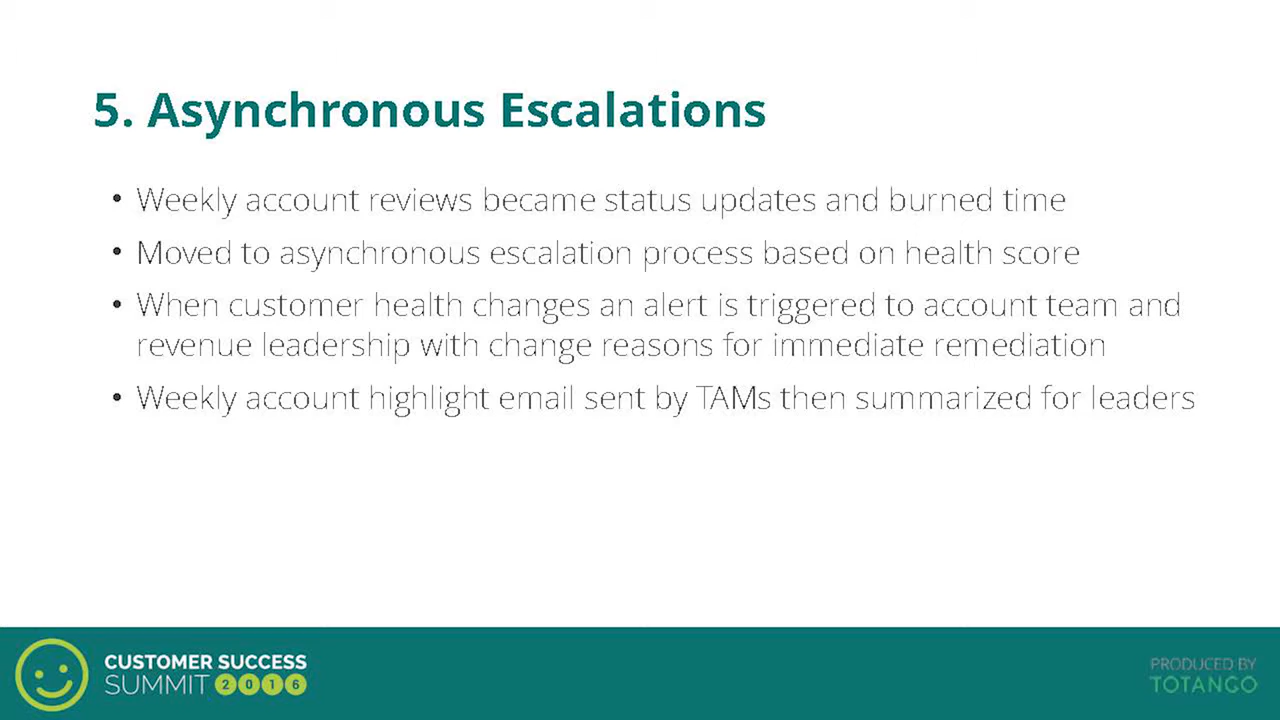 5. Asynchronous Escalations
• Weekly account reviews became status updates and burned time
• Moved to asynchronous escalation process based on health score
• When customer health changes an alert is triggered to account team and
revenue leadership with change reasons for immediate remediation
• Weekly account highlight email sent by TAMs then summarized for leaders
CUSTOMER SUCCESS
SUMMIT 2016
PRODUCED BY
TOTANGO